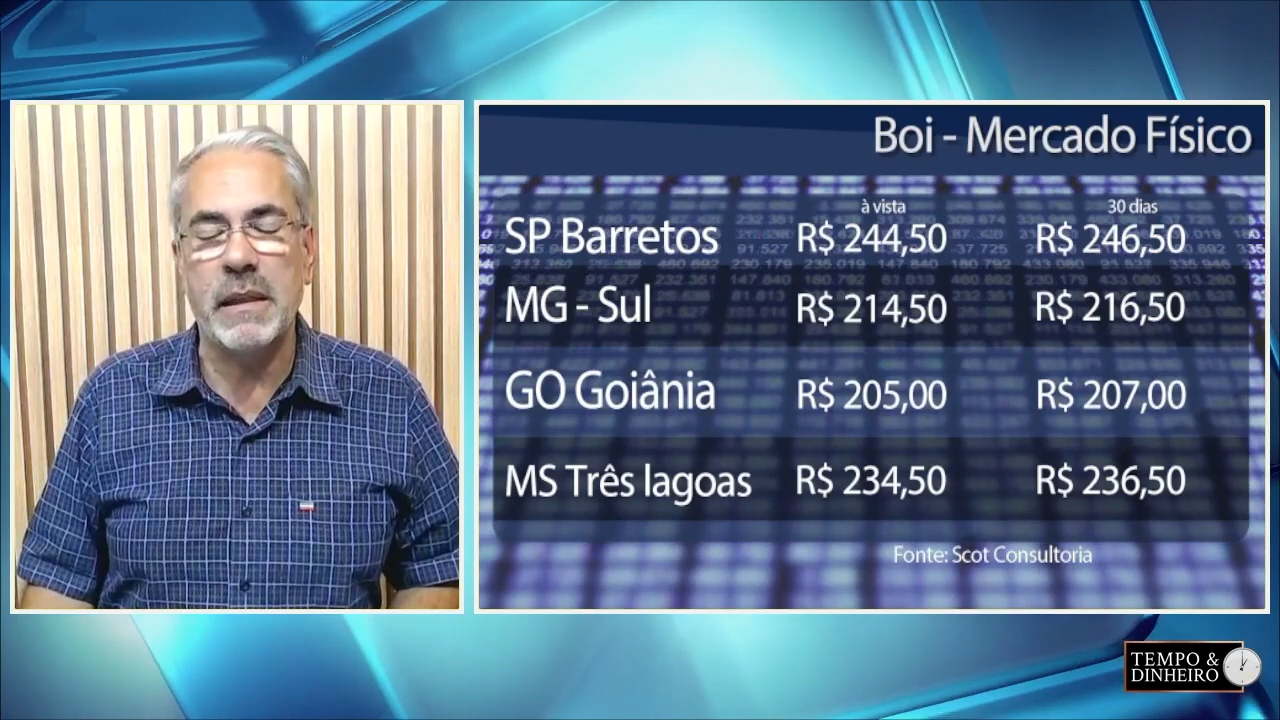 Boi - Mercado Físico
à vista 30 dias
SP Barretos R$ 244,50 R$ 246,50
MG - Sul R$ 214,50 R$ 216,50
GO Goiânia R$ 205,00 R$ 207,00
MS Três lagoas R$ 234,50 R$ 236,50
Fonte: Scot Consultoria
TEMPO &
DINHEIRO